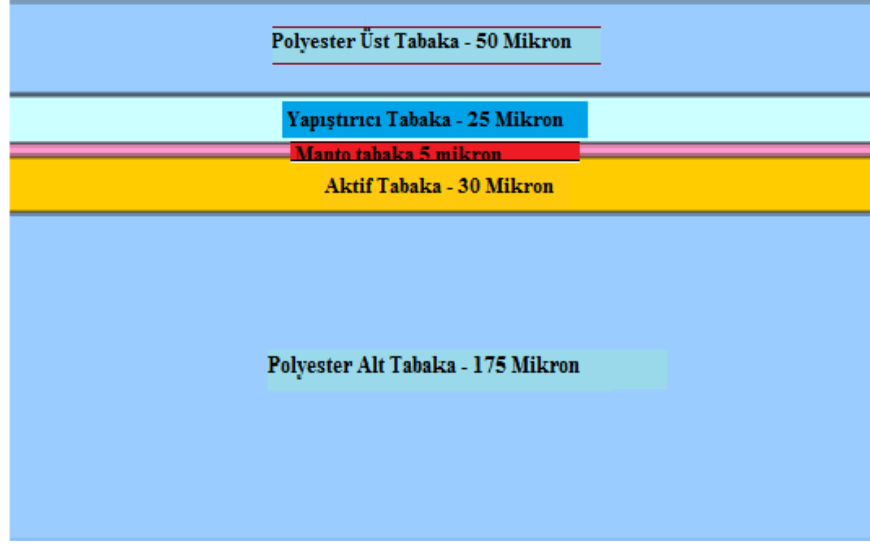 Polyester Üst Tabaka - 50 Mikron
Yapıştırıcı Tabaka - 25 Mikron
Manto tabaka 5 mikron
Aktif Tabaka - 30 Mikron
Polyester Alt Tabaka - 175 Mikron